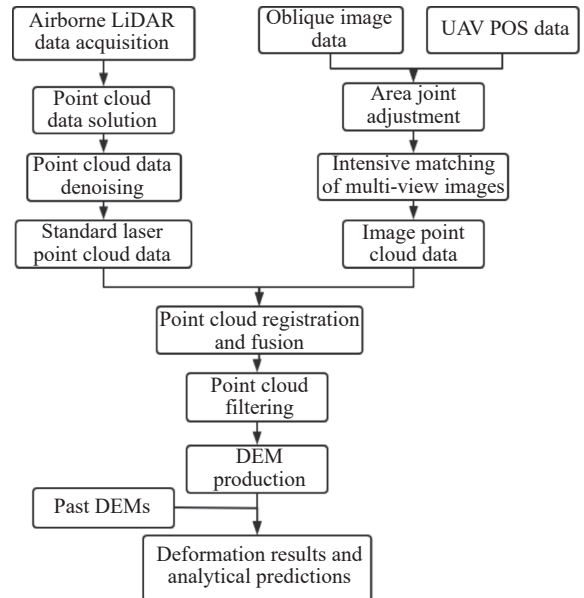 Airborne LiDAR
data acquisition
Oblique image
data
UAV POS data
Point cloud
data solution
Area joint
adjustment
Point cloud data
denoising
Intensive matching
of multi-view images
Standard laser
point cloud data
Image point
cloud data
Point cloud registration
and fusion
Point cloud
filtering
DEM
production
Past DEMs
Deformation results and
analytical predictions